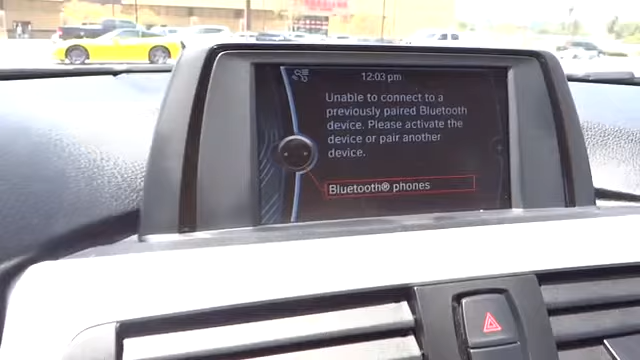 12:03 pm
Unable to connect to a
previously paired Bluetooth
device. Please activate the
device or pair another
device.
Bluetooth® phones